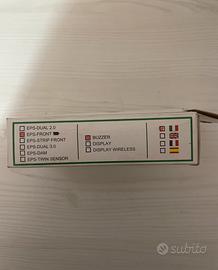 EPS-DUAL 2.0
EPS-FRONT
EPS-STRIP FRONT
EPS-DUAL 3.0
EPS-DAM
EPS-TWIN SENSOR
BUZZER
DISPLAY
DISPLAY WIRELESS
subito